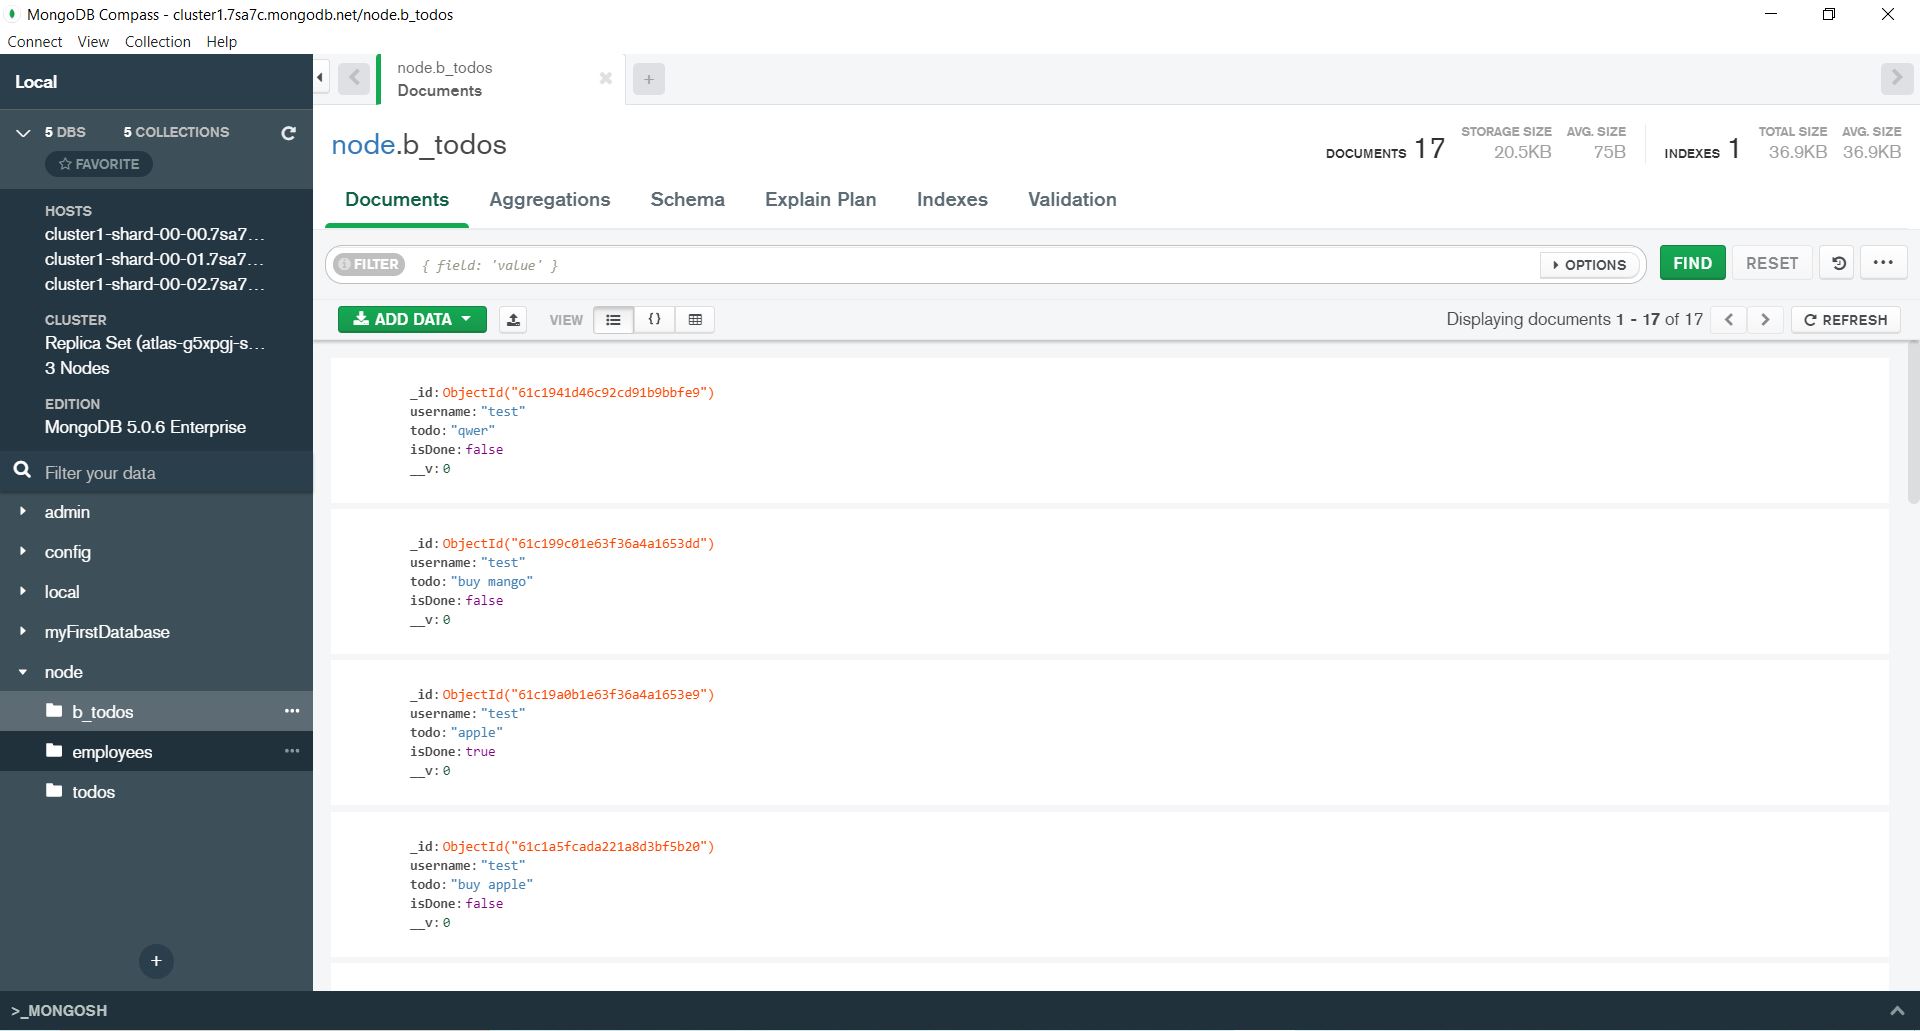 MongoDB Compass - cluster1.7sa7c.mongodb.net/node.b_todos
Connect View Collection Help
Local
5 DBS 5 COLLECTIONS
FAVORITE
HOSTS
cluster1-shard-00-00.7sa7...
cluster1-shard-00-01.7sa7...
cluster1-shard-00-02.7sa7...
CLUSTER
Replica Set (atlas-g5xpgj-s...
3 Nodes
EDITION
MongoDB 5.0.6 Enterprise
Filter your data
admin
config
local
myFirstDatabase
node
b_todos
employees
todos
>_MONGOSH
node.b_todos
Documents
node.b_todos
DOCUMENTS 17
STORAGE SIZE
20.5KB
AVG. SIZE
75B
INDEXES 1
TOTAL SIZE
36.9KB
AVG. SIZE
36.9KB
Documents Aggregations Schema Explain Plan Indexes Validation
FILTER { field: 'value' } OPTIONS FIND RESET
ADD DATA VIEW { } Displaying documents 1 - 17 of 17 REFRESH
_id: ObjectId("61c1941d46c92cd91b9bbfe9")
username: "test"
todo: "qwer"
isDone: false
__v: 0
_id: ObjectId("61c199c01e63f36a4a1653dd")
username: "test"
todo: "buy mango"
isDone: false
__v: 0
_id: ObjectId("61c19a0b1e63f36a4a1653e9")
username: "test"
todo: "apple"
isDone: true
__v: 0
_id: ObjectId("61c1a5fcada221a8d3bf5b20")
username: "test"
todo: "buy apple"
isDone: false
__v: 0